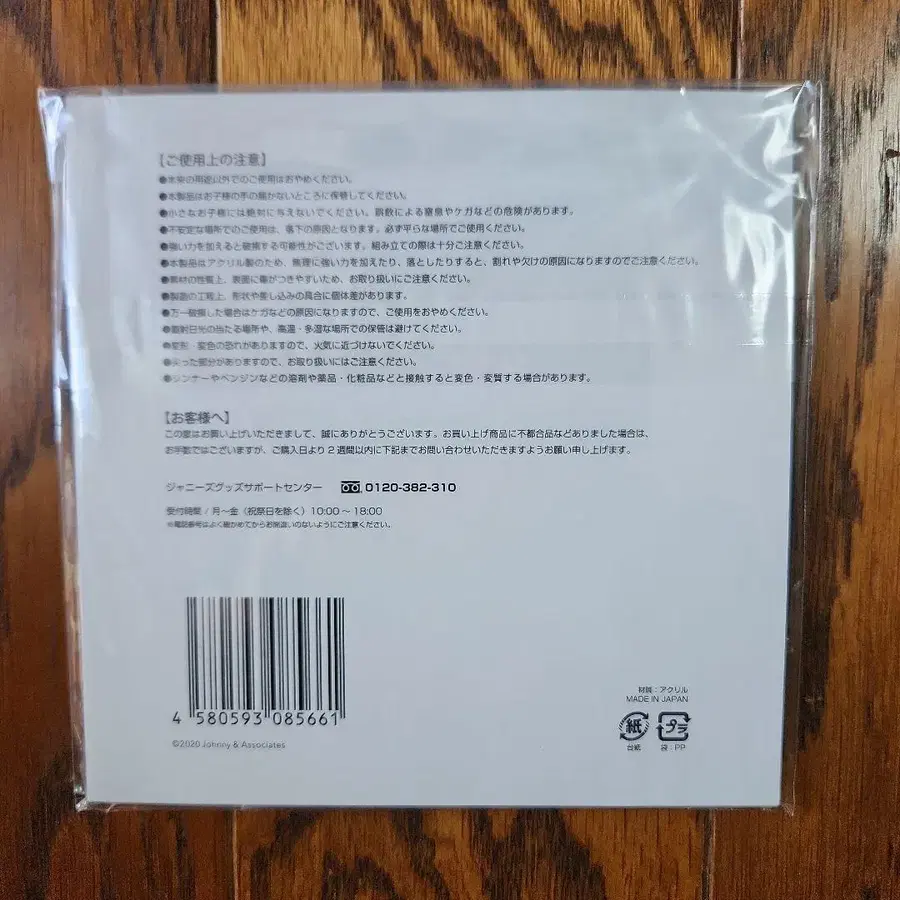 【ご使用上の注意】
●本来の用途以外でのご使用はおやめください。
●本製品はお子様の手の届かないところに保管してください。
●小さなお子様には絶対に与えないでください。誤飲による窒息やケガなどの危険があります。
●不安定な場所でのご使用は、落下の原因となります。必ず平らな場所でご使用ください。
●強い力を加えると破損する可能性がございます。組み立ての際は十分ご注意ください。
●本製品はアクリル製のため、無理に強い力を加えたり、落としたりすると、割れや欠けの原因になりますのでご注意ください。
●素材の性質上、表面に傷がつきやすいため、お取り扱いにご注意ください。
●製造の工程上、形状や差し込みの具合に個体差があります。
●万一破損した場合はケガなどの原因になりますので、ご使用をおやめください。
●直射日光の当たる場所や、高温・多湿な場所での保管は避けてください。
●変形・変色の恐れがありますので、火気に近づけないでください。
●尖った部分がありますので、お取り扱いにはご注意ください。
●シンナーやベンジンなどの溶剤や薬品・化粧品などと接触すると変色・変質する場合があります。
【お客様へ】
この度はお買い上げいただきまして、誠にありがとうございます。お買い上げ商品に不都合品などありました場合は、
お手数ではございますが、ご購入日より2週間以内に下記までお問い合わせいただきますようお願い申し上げます。
ジャニーズグッズサポートセンター 0120-382-310
受付時間 / 月〜金（祝祭日を除く）10:00〜18:00
※電話番号はよく確かめてからお間違いのないようにご注意ください。
4 580593 085661
©2020 Johnny & Associates
材質：アクリル
MADE IN JAPAN
紙 プラ
台紙 袋：PP